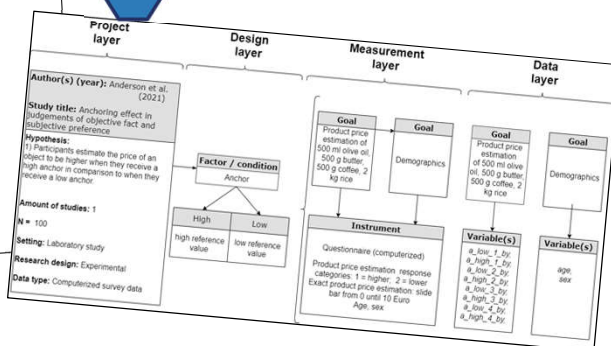 Project
layer
Design
layer
Measurement
layer
Data
layer
Author(s) (year): Anderson et al.
(2021)
Study title: Anchoring effect in
judgements of objective fact and
subjective preference
Hypothesis:
1) Participants estimate the price of an
object to be higher when they receive a
high anchor in comparison to when they
receive a low anchor.
Amount of studies: 1
N = 100
Setting: Laboratory study
Research design: Experimental
Data type: Computerized survey data
Factor / condition
Anchor
High
Low
high reference
value
low reference
value
Goal
Product price
estimation of
500 ml olive oil,
500 g butter,
500 g coffee, 2
kg rice
Goal
Demographics
Instrument
Questionnaire (computerized)
Product price estimation response
categories: 1 = higher, 2 = lower
Exact product price estimation: slide
bar from 0 until 10 Euro
Age, sex
Goal
Product price
estimation
of 500 ml olive
oil, 500 g butter,
500 g coffee, 2
kg rice
Goal
Demographics
Variable(s)
a_low_1_by,
a_high_1_by,
a_low_2_by,
a_high_2_by,
a_low_3_by,
a_high_3_by,
a_low_4_by,
a_high_4_by
Variable(s)
age,
sex